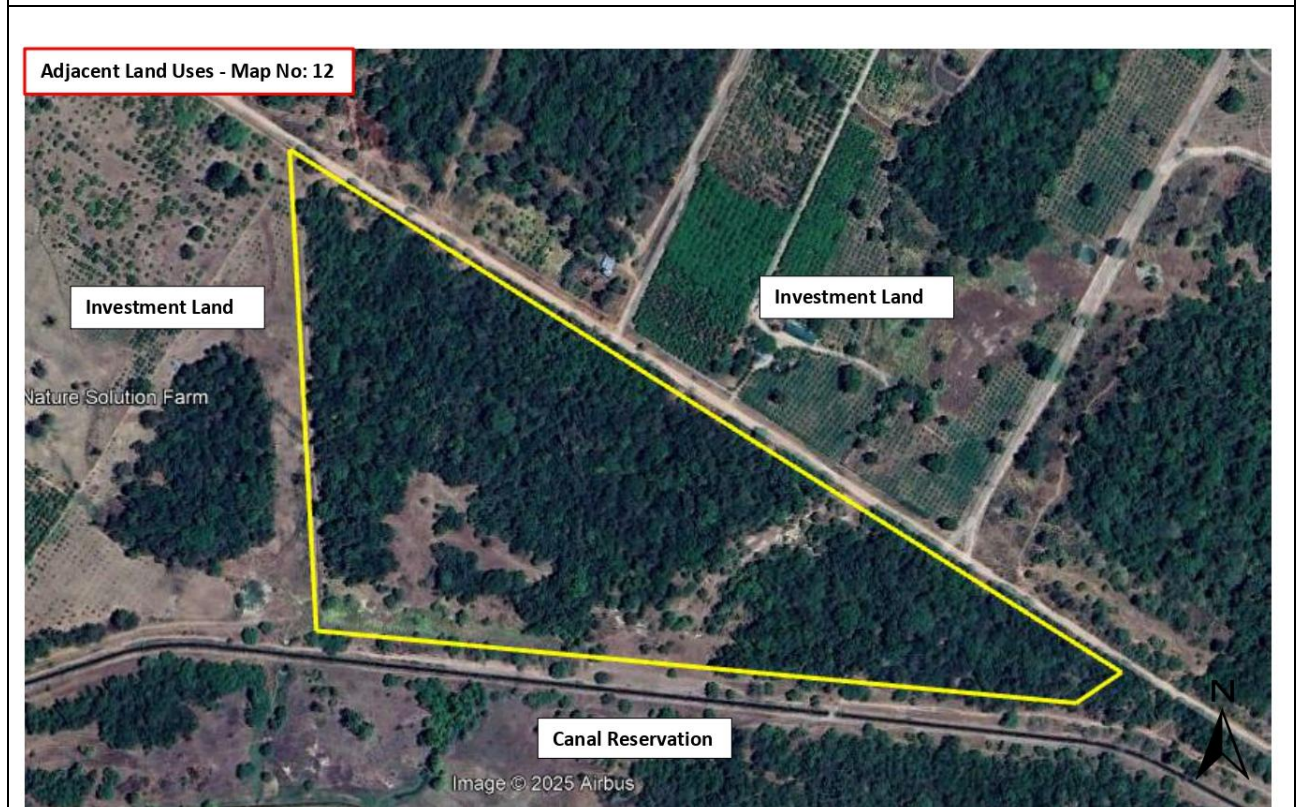 Adjacent Land Uses - Map No: 12
Investment Land
Investment Land
Nature Solution Farm
Canal Reservation
N
Image © 2025 Airbus